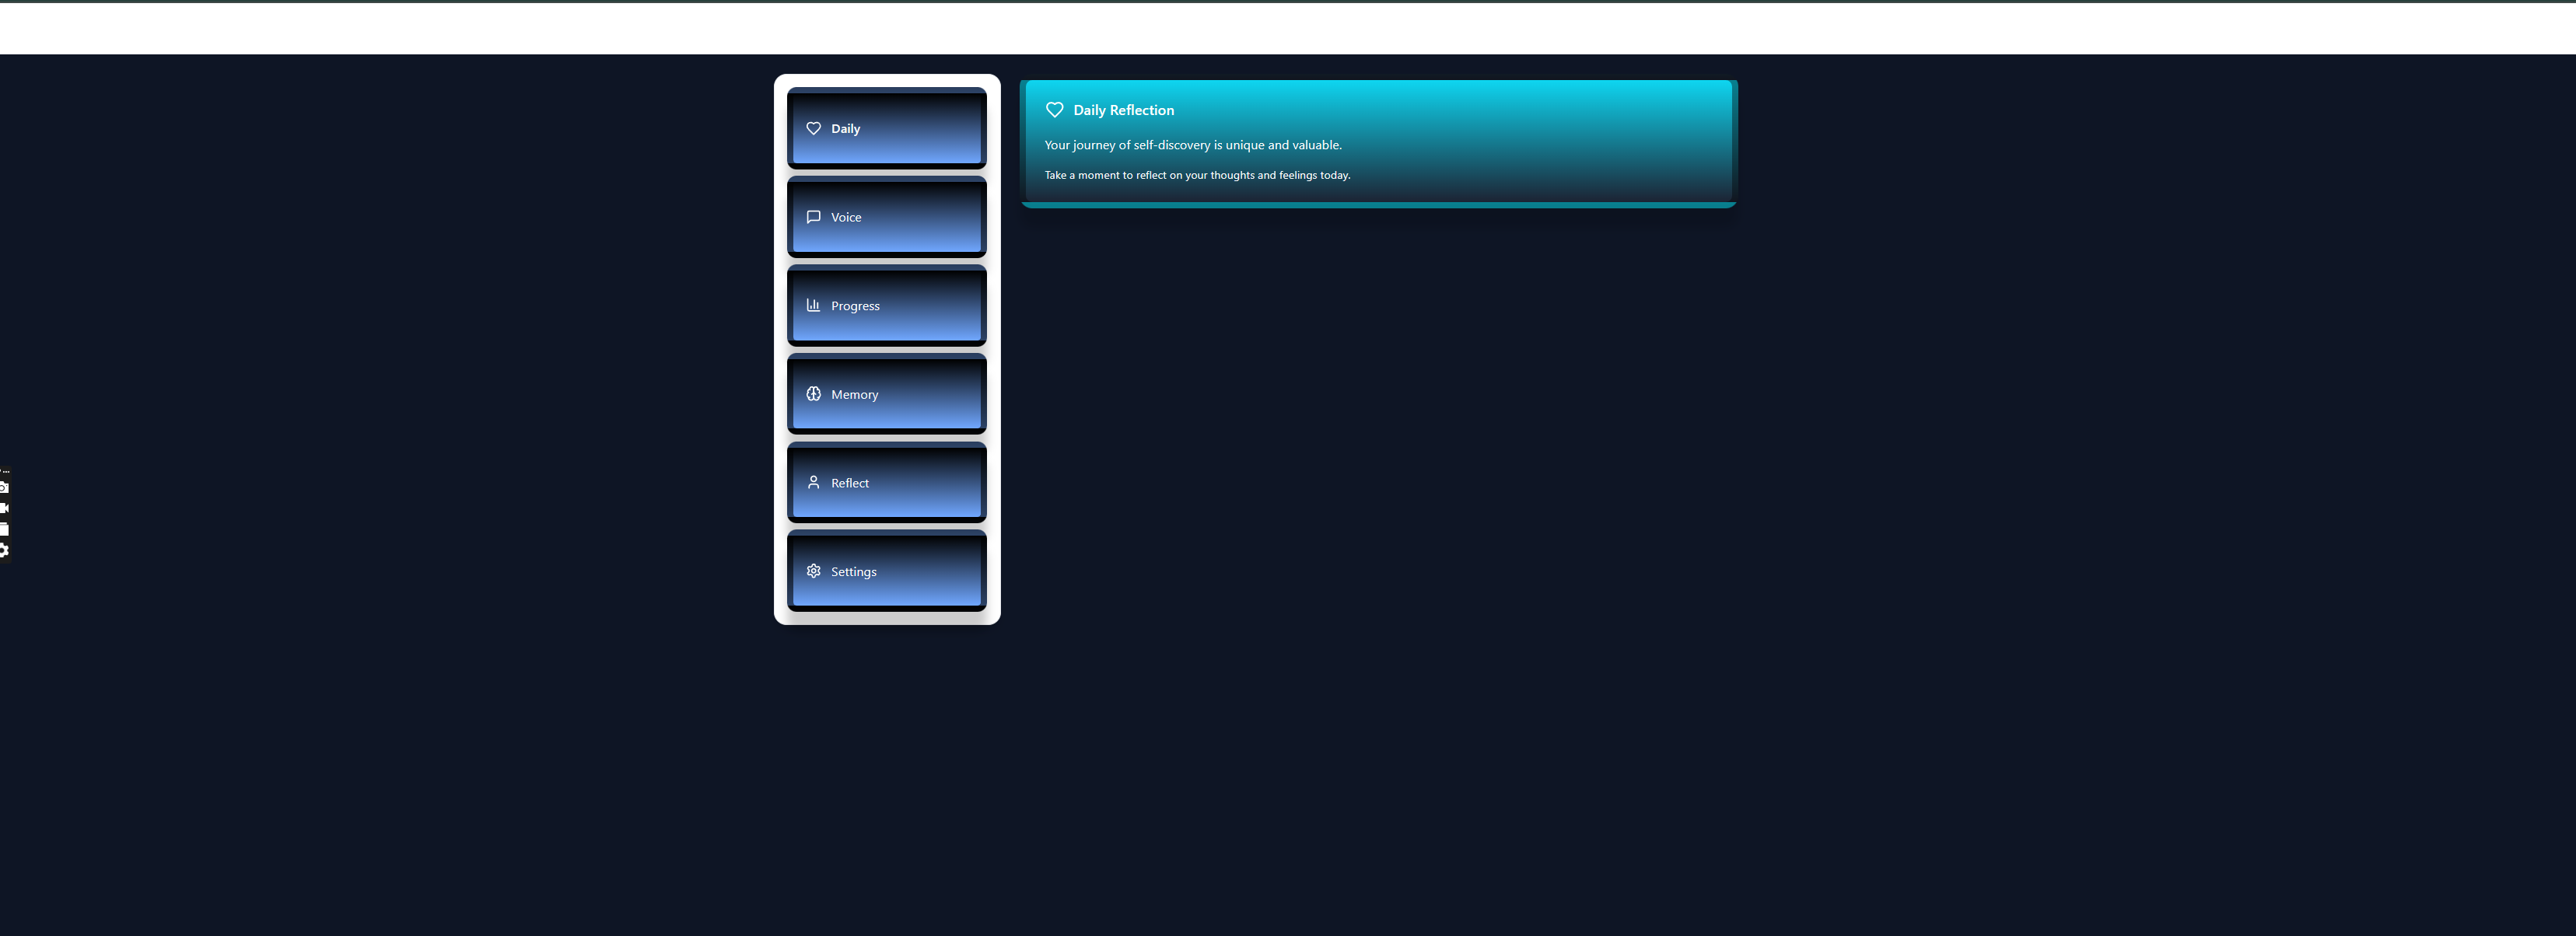 Daily
Voice
Progress
Memory
Reflect
Settings
Daily Reflection
Your journey of self-discovery is unique and valuable.
Take a moment to reflect on your thoughts and feelings today.